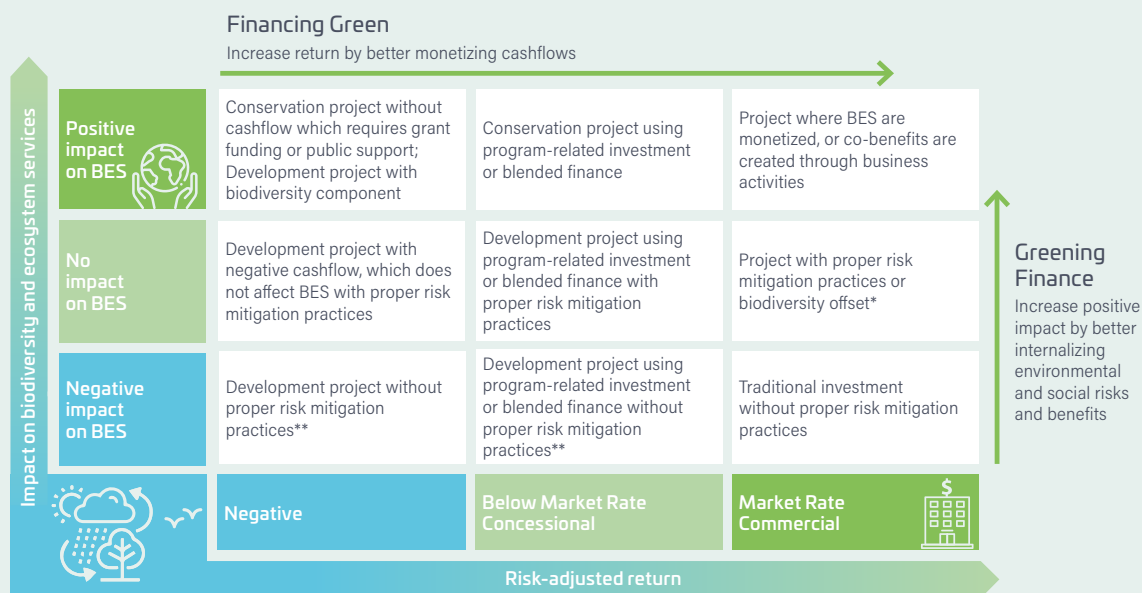 Financing Green
Increase return by better monetizing cashflows
Impact on biodiversity and ecosystem services
Positive
impact
on BES
Conservation project without
cashflow which requires grant
funding or public support;
Development project with
biodiversity component
Conservation project using
program-related investment
or blended finance
Project where BES are
monetized, or co-benefits are
created through business
activities
No
impact
on BES
Development project with
negative cashflow, which does
not affect BES with proper risk
mitigation practices
Development project using
program-related investment
or blended finance with
proper risk mitigation
practices
Project with proper risk
mitigation practices or
biodiversity offset*
Greening
Finance
Increase positive
impact by better
internalizing
environmental
and social risks
and benefits
Negative
impact
on BES
Development project without
proper risk mitigation
practices**
Development project using
program-related investment
or blended finance without
proper risk mitigation
practices**
Traditional investment
without proper risk mitigation
practices
Negative
Below Market Rate
Concessional
Market Rate
Commercial
$
Risk-adjusted return